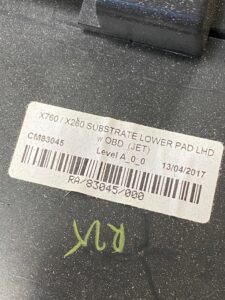 X760 / X260 SUBSTRATE LOWER PAD LHD
w OBD (JET)
CM83045 Level A_0_0 13/04/2017
RA/83045/000